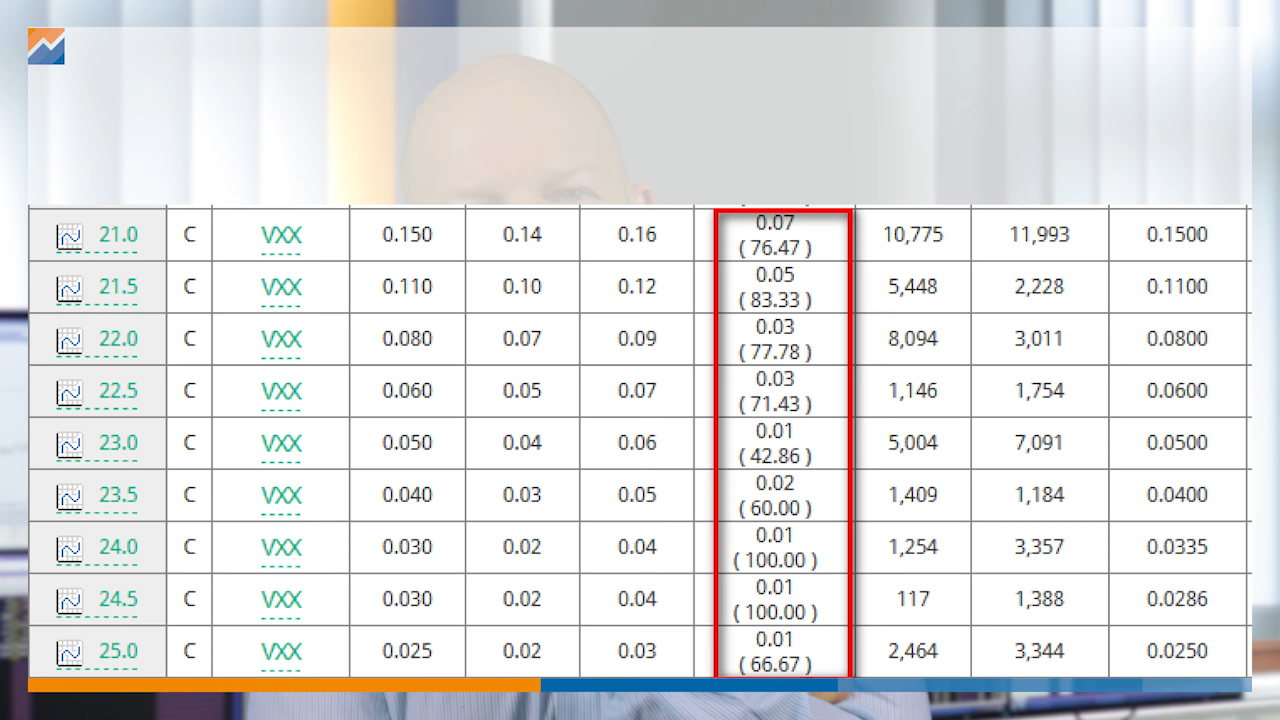 21.0 C VXX 0.150 0.14 0.16 0.07 10,775 11,993 0.1500
( 76.47 )
21.5 C VXX 0.110 0.10 0.12 0.05 5,448 2,228 0.1100
( 83.33 )
22.0 C VXX 0.080 0.07 0.09 0.03 8,094 3,011 0.0800
( 77.78 )
22.5 C VXX 0.060 0.05 0.07 0.03 1,146 1,754 0.0600
( 71.43 )
23.0 C VXX 0.050 0.04 0.06 0.01 5,004 7,091 0.0500
( 42.86 )
23.5 C VXX 0.040 0.03 0.05 0.02 1,409 1,184 0.0400
( 60.00 )
24.0 C VXX 0.030 0.02 0.04 0.01 1,254 3,357 0.0335
( 100.00 )
24.5 C VXX 0.030 0.02 0.04 0.01 117 1,388 0.0286
( 100.00 )
25.0 C VXX 0.025 0.02 0.03 0.01 2,464 3,344 0.0250
( 66.67 )